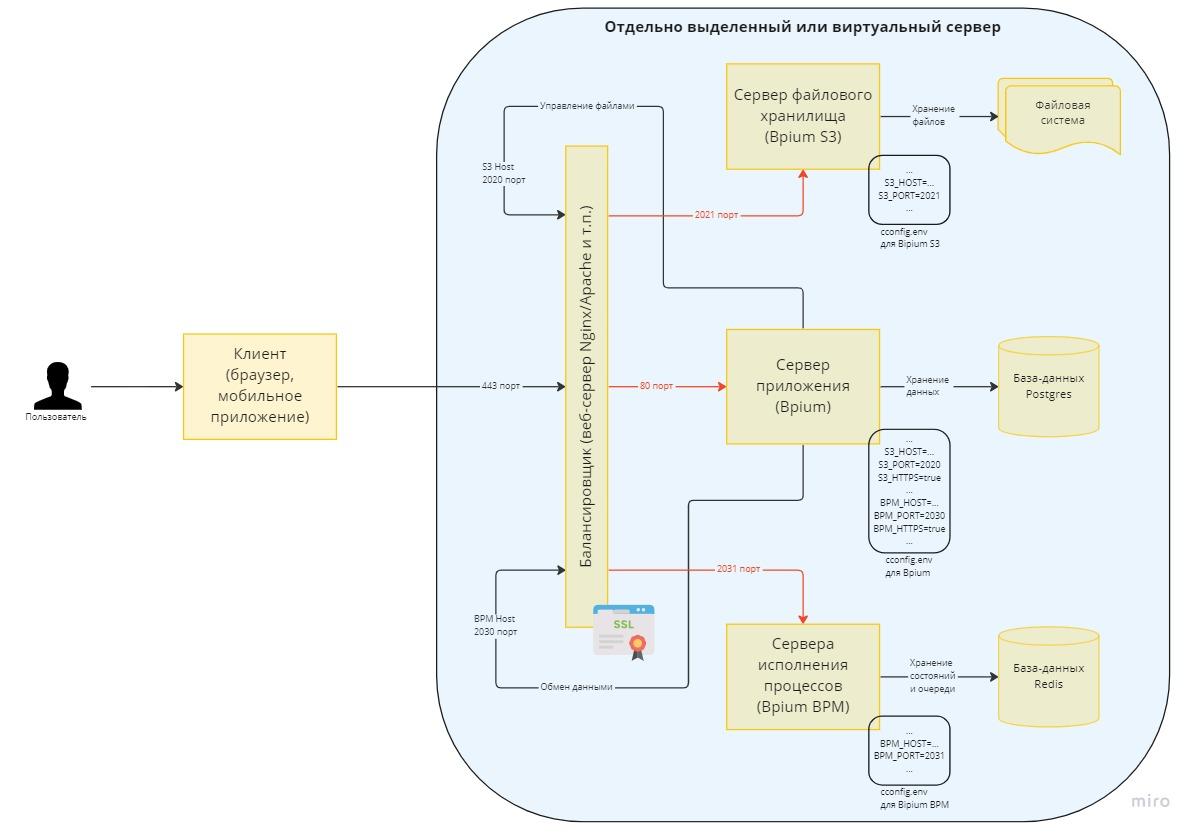 Отдельно выделенный или виртуальный сервер
Управление файлами
S3 Host
2020 порт
Сервер файлового
хранилища
(Bpium S3)
Хранение
файлов
Файловая
система
...
S3_HOST=...
S3_PORT=2021
...
cconfig.env
для Bipium S3
2021 порт
Балансировщик (веб-сервер Nginx/Apache и т.п.)
Пользователь
Клиент
(браузер,
мобильное
приложение)
443 порт
80 порт
Сервер
приложения
(Bpium)
Хранение
данных
База-данных
Postgres
...
S3_HOST=...
S3_PORT=2020
S3_HTTPS=true
...
BPM_HOST=...
BPM_PORT=2030
BPM_HTTPS=true
...
cconfig.env
для Bpium
2031 порт
BPM Host
2030 порт
SSL
Обмен данными
Сервера
исполнения
процессов
(Bpium BPM)
Хранение
состояний
и очереди
База-данных
Redis
...
BPM_HOST=...
BPM_PORT=2031
...
cconfig.env
для Bipium BPM
miro